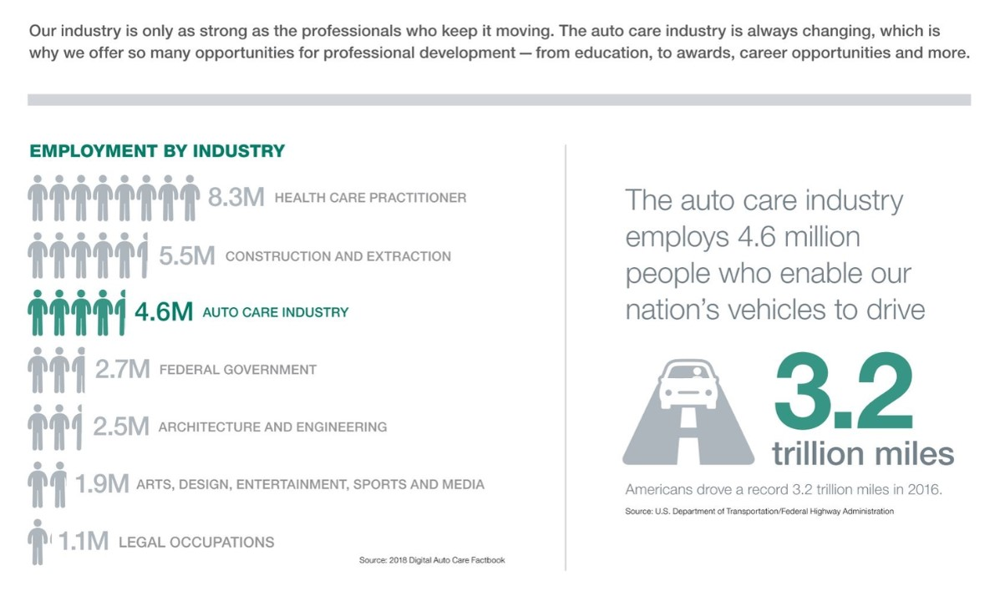 Our industry is only as strong as the professionals who keep it moving. The auto care industry is always changing, which is
why we offer so many opportunities for professional development — from education, to awards, career opportunities and more.
EMPLOYMENT BY INDUSTRY
8.3M HEALTH CARE PRACTITIONER
5.5M CONSTRUCTION AND EXTRACTION
4.6M AUTO CARE INDUSTRY
2.7M FEDERAL GOVERNMENT
2.5M ARCHITECTURE AND ENGINEERING
1.9M ARTS, DESIGN, ENTERTAINMENT, SPORTS AND MEDIA
1.1M LEGAL OCCUPATIONS
Source: 2018 Digital Auto Care Factbook
The auto care industry
employs 4.6 million
people who enable our
nation's vehicles to drive
3.2
trillion miles
Americans drove a record 3.2 trillion miles in 2016.
Source: U.S. Department of Transportation/Federal Highway Administration